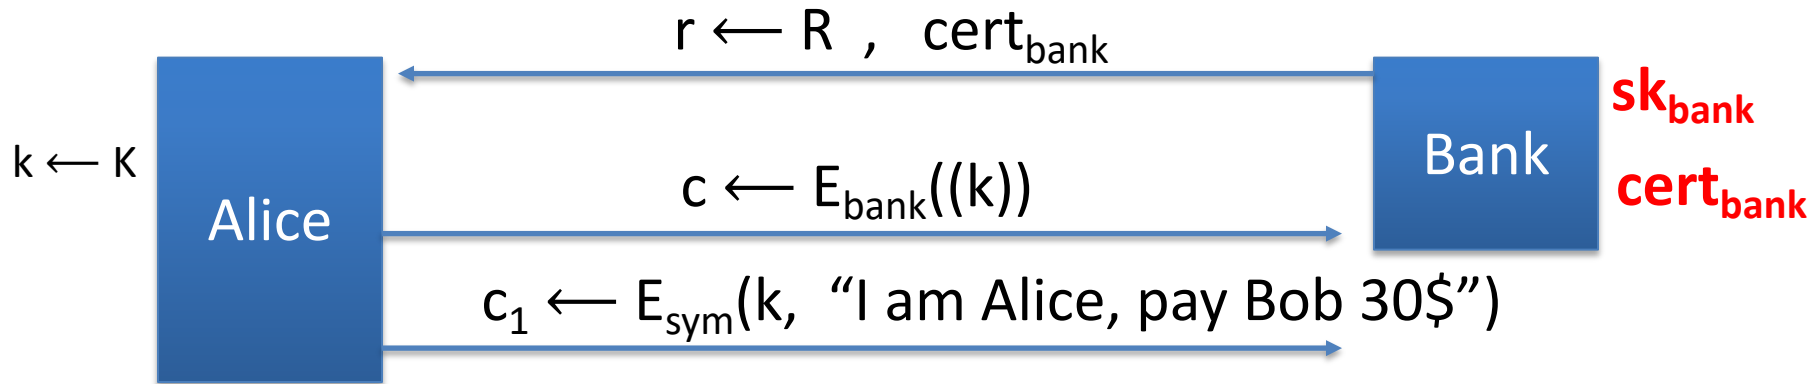 r ⟵ R , cert_bank
sk_bank
k ⟵ K
Alice
c ⟵ E_bank((k))
Bank
cert_bank
c_1 ⟵ E_sym(k, “I am Alice, pay Bob 30$”)